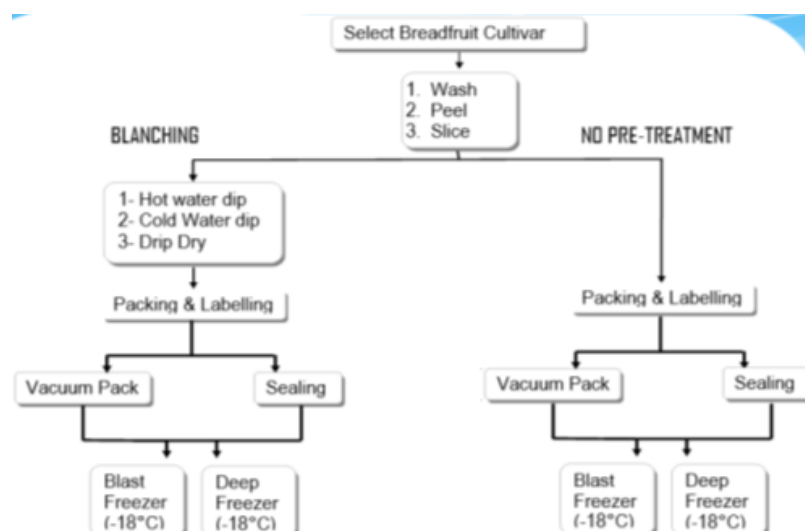 Select Breadfruit Cultivar
1. Wash
2. Peel
3. Slice
BLANCHING
NO PRE-TREATMENT
1- Hot water dip
2- Cold Water dip
3- Drip Dry
Packing & Labelling
Packing & Labelling
Vacuum Pack
Sealing
Vacuum Pack
Sealing
Blast
Freezer
(-18°C)
Deep
Freezer
(-18°C)
Blast
Freezer
(-18°C)
Deep
Freezer
(-18°C)